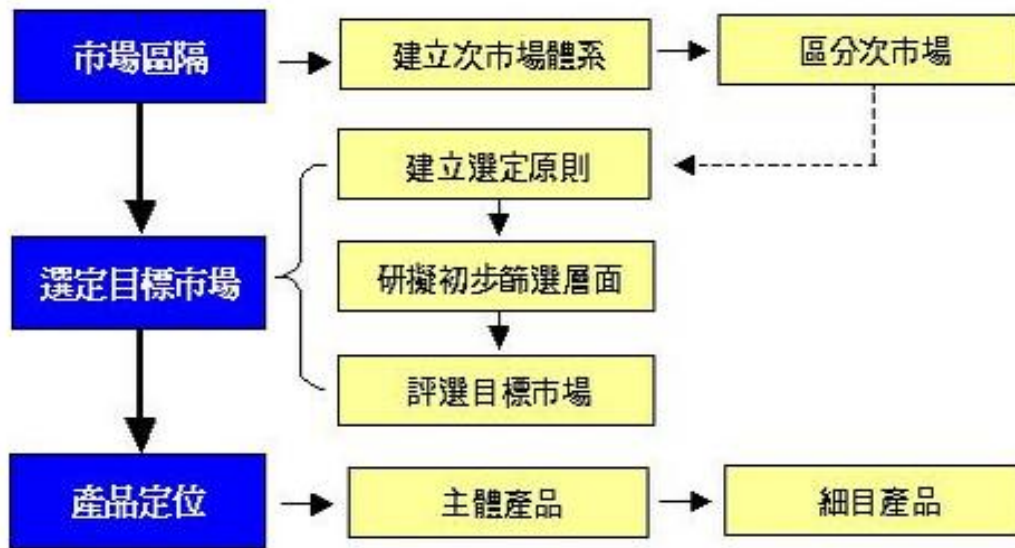 市場區隔
建立次市場體系
區分次市場
建立選定原則
選定目標市場
研擬初步篩選層面
評選目標市場
產品定位
主體產品
細目產品